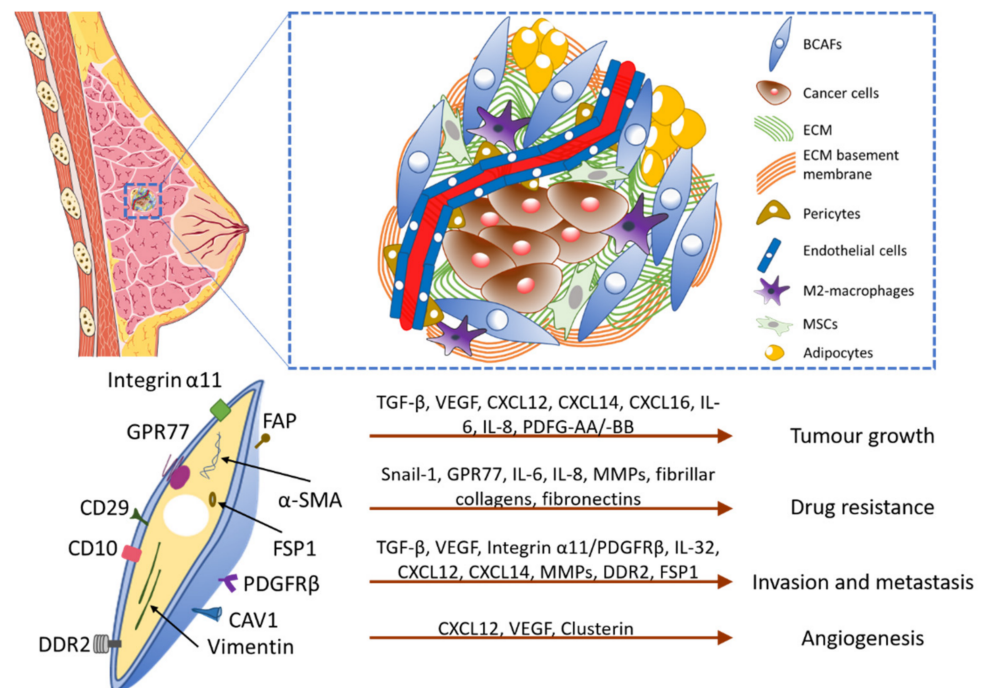 BCAFs
Cancer cells
ECM
ECM basement
membrane
Pericytes
Endothelial cells
M2-macrophages
MSCs
Adipocytes
Integrin α11
GPR77
FAP
α-SMA
CD29
FSP1
CD10
PDGFRβ
CAV1
DDR2
Vimentin
TGF-β, VEGF, CXCL12, CXCL14, CXCL16, IL-
6, IL-8, PDFG-AA/-BB
Tumour growth
Snail-1, GPR77, IL-6, IL-8, MMPs, fibrillar
collagens, fibronectins
Drug resistance
TGF-β, VEGF, Integrin α11/PDGFRβ, IL-32,
CXCL12, CXCL14, MMPs, DDR2, FSP1
Invasion and metastasis
CXCL12, VEGF, Clusterin
Angiogenesis